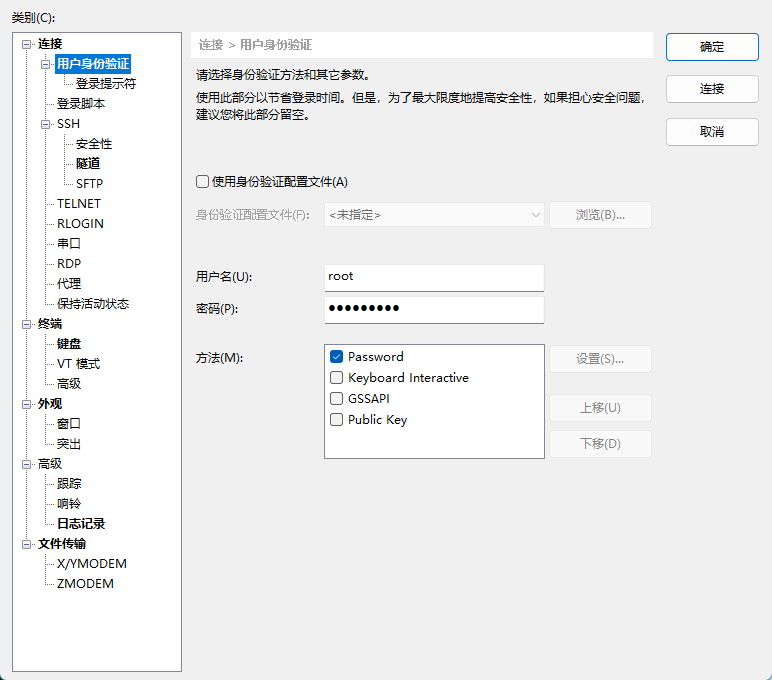 类别(C):
连接
用户身份验证
登录提示符
登录脚本
SSH
安全性
隧道
SFTP
TELNET
RLOGIN
串口
RDP
代理
保持活动状态
终端
键盘
VT 模式
高级
外观
窗口
突出
高级
跟踪
响铃
日志记录
文件传输
X/YMODEM
ZMODEM
连接 > 用户身份验证
请选择身份验证方法和其它参数。
使用此部分以节省登录时间。但是，为了最大限度地提高安全性，如果担心安全问题，
建议您将此部分留空。
使用身份验证配置文件(A)
身份验证配置文件(F): <未指定> 浏览(B)...
用户名(U): root
密码(P): ●●●●●●●●●
方法(M): Password 设置(S)...
Keyboard Interactive
GSSAPI 上移(U)
Public Key
下移(D)
确定
连接
取消